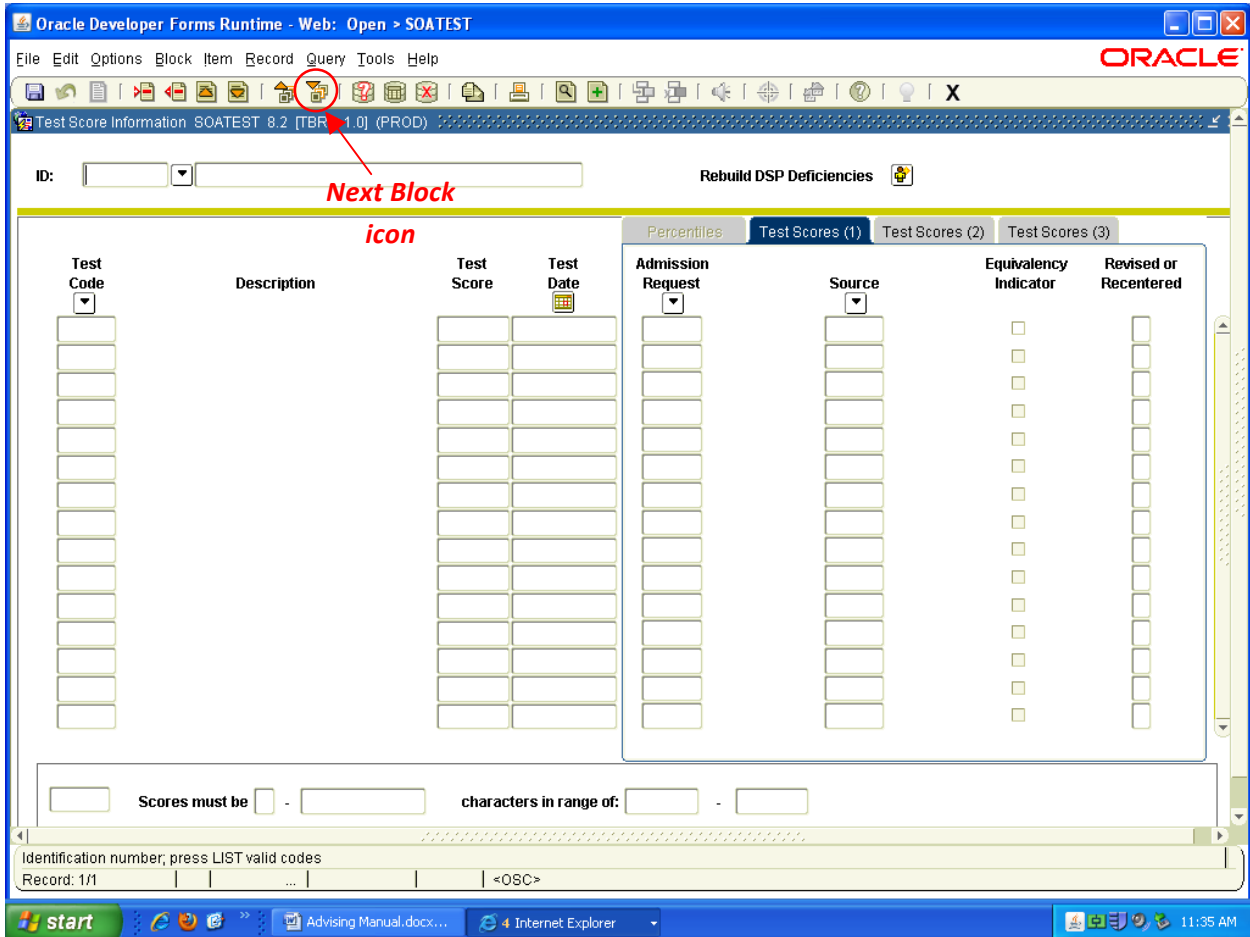 Oracle Developer Forms Runtime - Web: Open > SOATEST
File Edit Options Block Item Record Query Tools Help
ORACLE
X
Test Score Information SOATEST 8.2 [TBR 1.0] (PROD)
ID:
Rebuild DSP Deficiencies
Next Block
icon
Percentiles Test Scores (1) Test Scores (2) Test Scores (3)
Test Code Description Test Score Test Date Admission Request Source Equivalency Indicator Revised or Recentered
Scores must be - characters in range of: -
Identification number; press LIST valid codes
Record: 1/1 ... <OSC>
start Advising Manual.docx... 4 Internet Explorer 11:35 AM